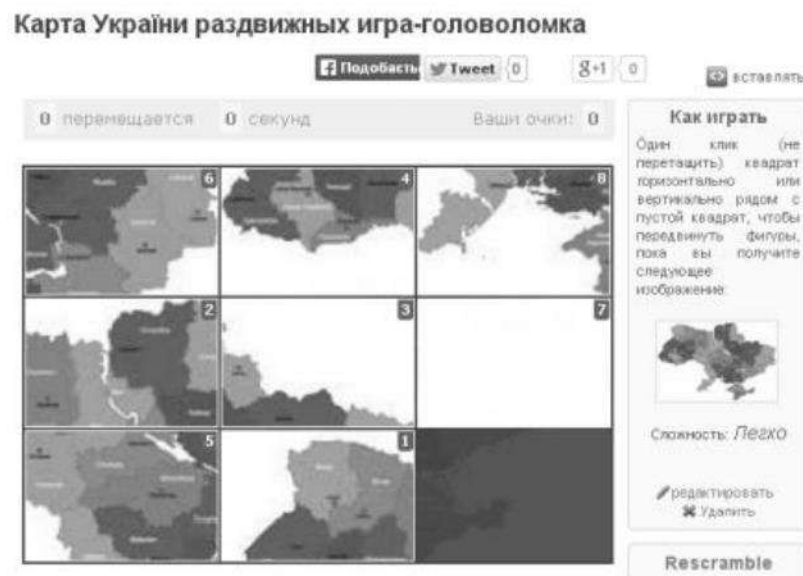 Карта України раздвижных игра-головоломка
Подобаєть Tweet 0 g+1 0
вставлять
0 перемещается 0 секунд Ваши очки: 0
Как играть
Один клик (не
перетащить) квадрат
горизонтально или
вертикально рядом с
пустой квадрат, чтобы
передвинуть фигуры,
пока вы получите
следующее
изображение:
6 4 8
2 3 7
5 1
Сложность: Легко
редактировать
Удалить
Rescramble